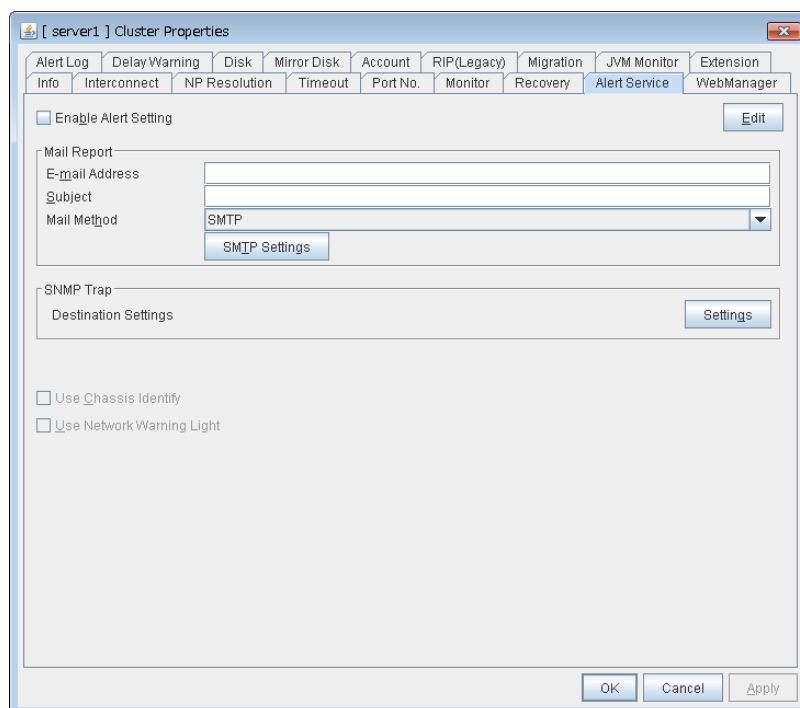 [ server1 ] Cluster Properties
Alert Log Delay Warning Disk Mirror Disk Account RIP(Legacy) Migration JVM Monitor Extension
Info Interconnect NP Resolution Timeout Port No. Monitor Recovery Alert Service WebManager
Enable Alert Setting Edit
Mail Report
E-mail Address
Subject
Mail Method SMTP
SMTP Settings
SNMP Trap
Destination Settings Settings
Use Chassis Identify
Use Network Warning Light
OK Cancel Apply